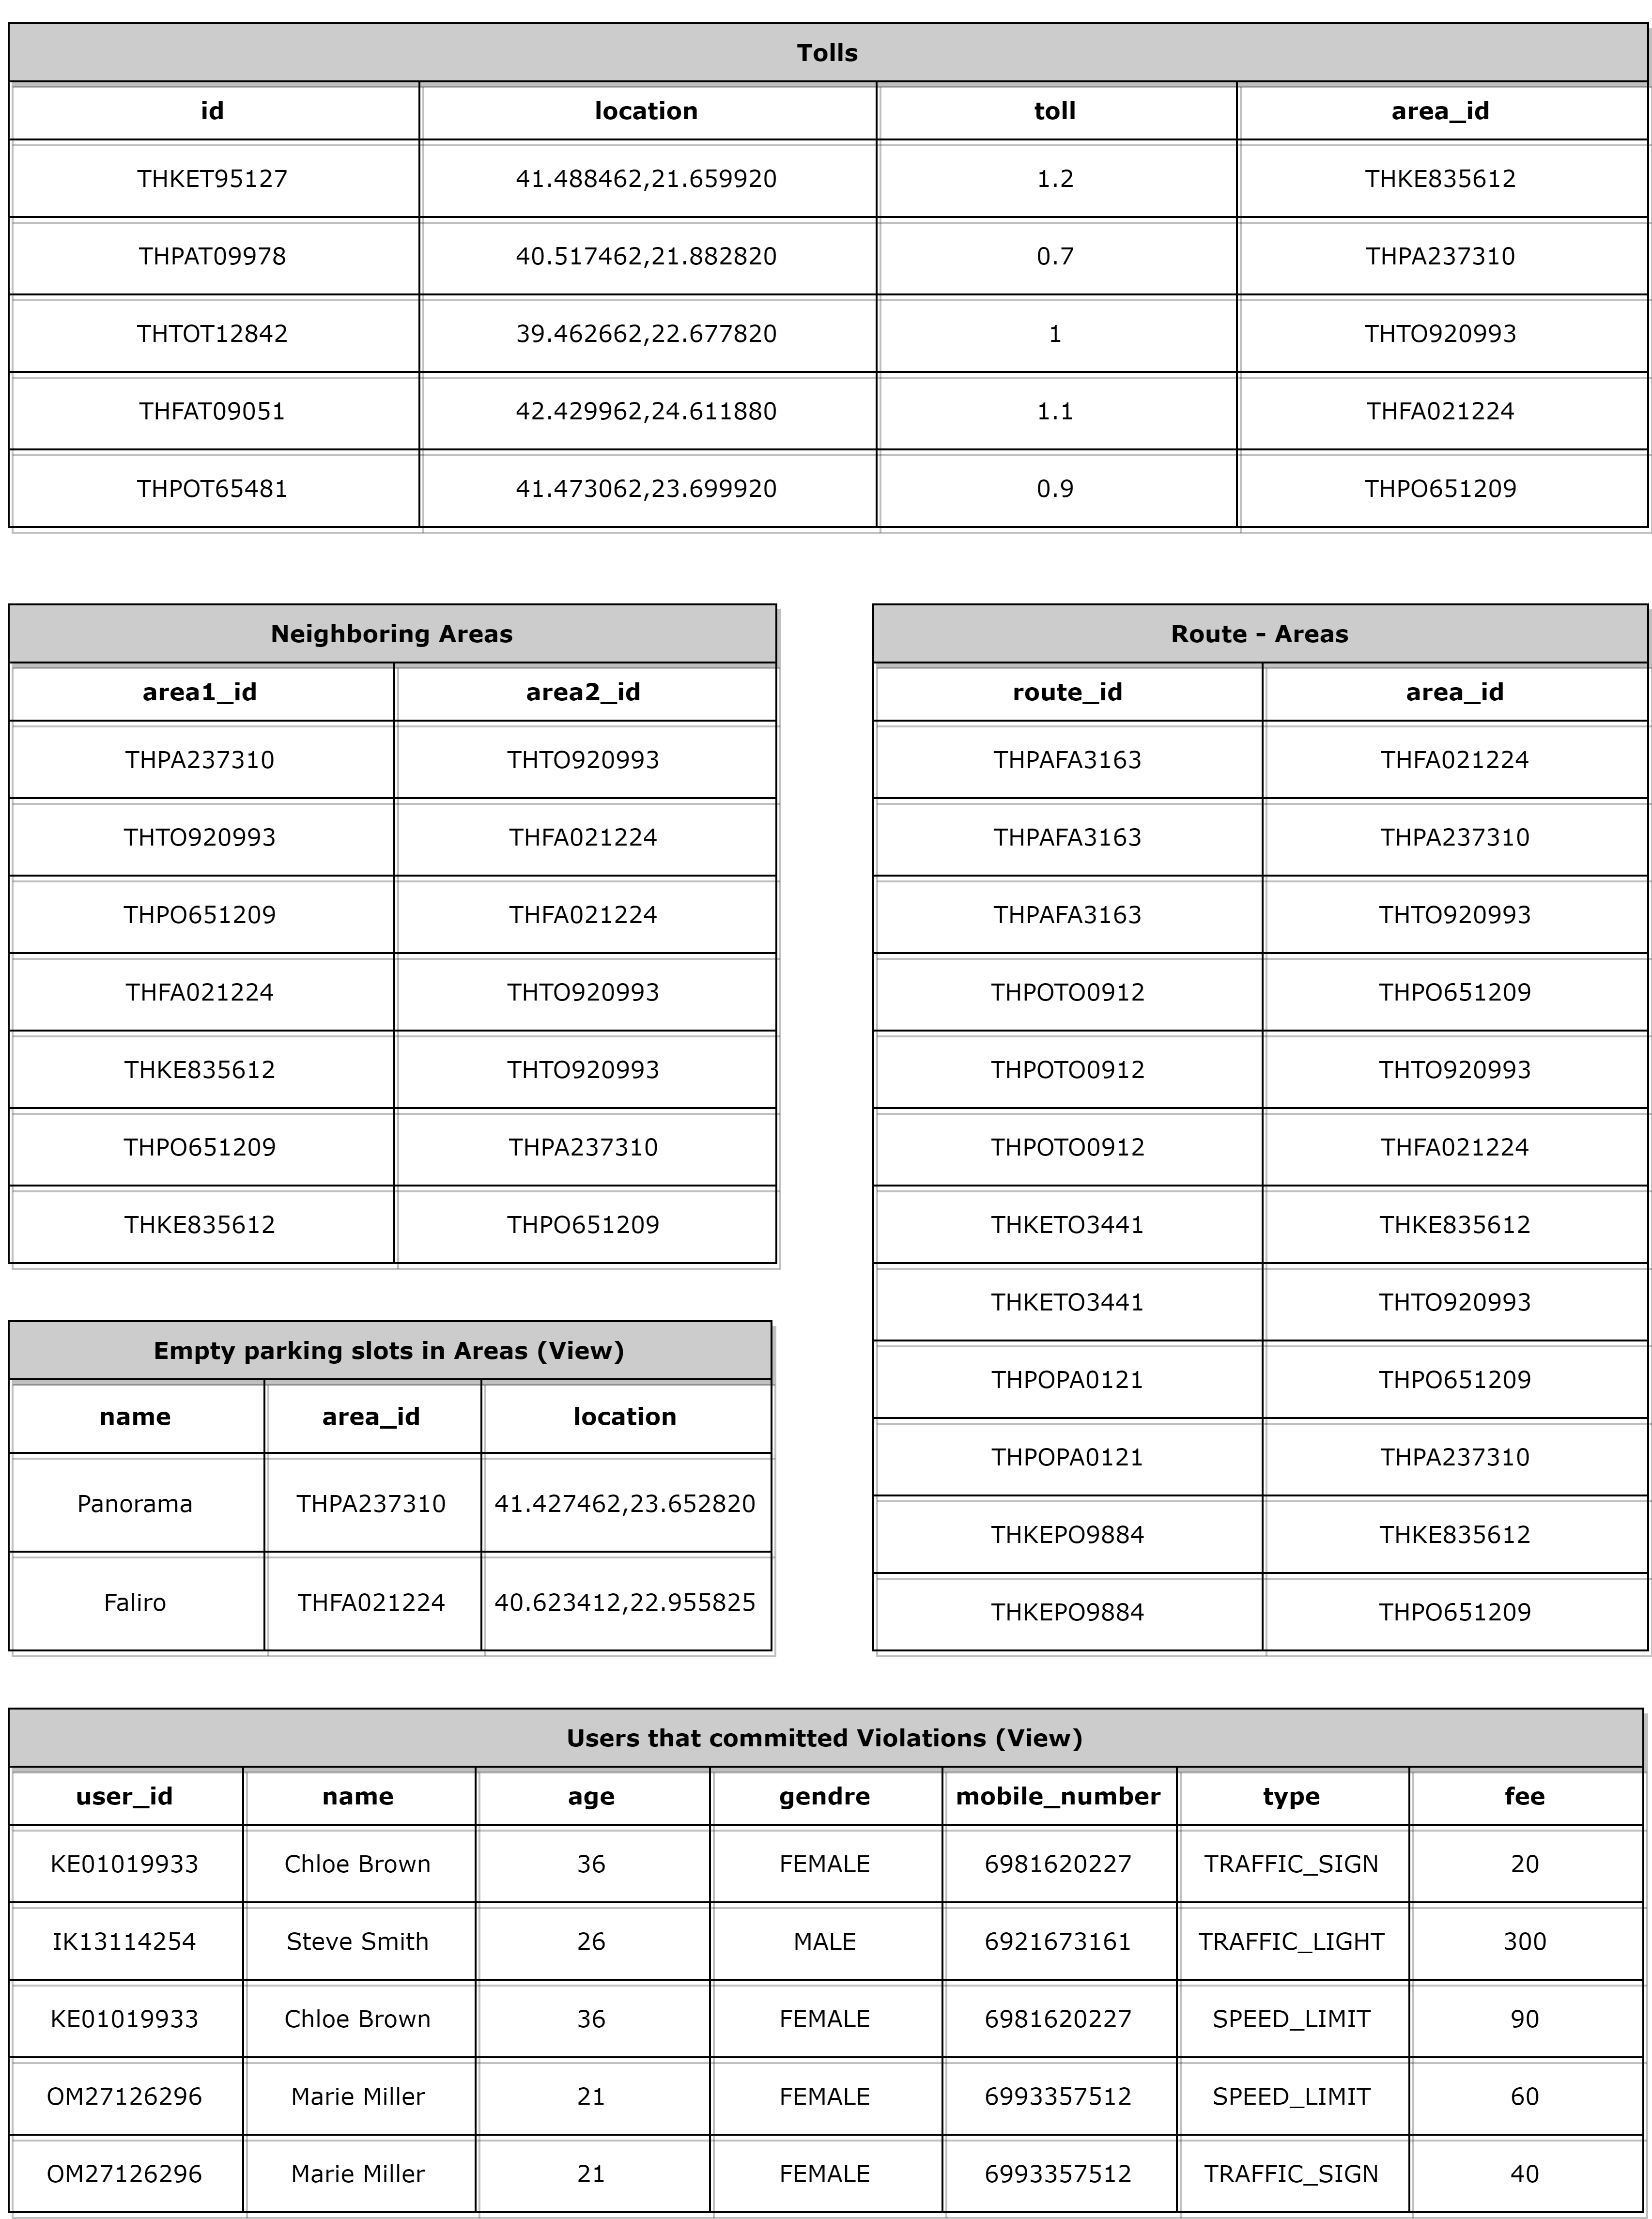 Tolls
id location toll area_id
THKET95127 41.488462,21.659920 1.2 THKE835612
THPAT09978 40.517462,21.882820 0.7 THPA237310
THTOT12842 39.462662,22.677820 1 THTO920993
THFAT09051 42.429962,24.611880 1.1 THFA021224
THPOT65481 41.473062,23.699920 0.9 THPO651209
Neighboring Areas
area1_id area2_id
THPA237310 THTO920993
THTO920993 THFA021224
THPO651209 THFA021224
THFA021224 THTO920993
THKE835612 THTO920993
THPO651209 THPA237310
THKE835612 THPO651209
Route - Areas
route_id area_id
THPAFA3163 THFA021224
THPAFA3163 THPA237310
THPAFA3163 THTO920993
THPOTO0912 THPO651209
THPOTO0912 THTO920993
THPOTO0912 THFA021224
THKETO3441 THKE835612
THKETO3441 THTO920993
THPOPA0121 THPO651209
THPOPA0121 THPA237310
THKEPO9884 THKE835612
THKEPO9884 THPO651209
Empty parking slots in Areas (View)
name area_id location
Panorama THPA237310 41.427462,23.652820
Faliro THFA021224 40.623412,22.955825
Users that committed Violations (View)
user_id name age gendre mobile_number type fee
KE01019933 Chloe Brown 36 FEMALE 6981620227 TRAFFIC_SIGN 20
IK13114254 Steve Smith 26 MALE 6921673161 TRAFFIC_LIGHT 300
KE01019933 Chloe Brown 36 FEMALE 6981620227 SPEED_LIMIT 90
OM27126296 Marie Miller 21 FEMALE 6993357512 SPEED_LIMIT 60
OM27126296 Marie Miller 21 FEMALE 6993357512 TRAFFIC_SIGN 40